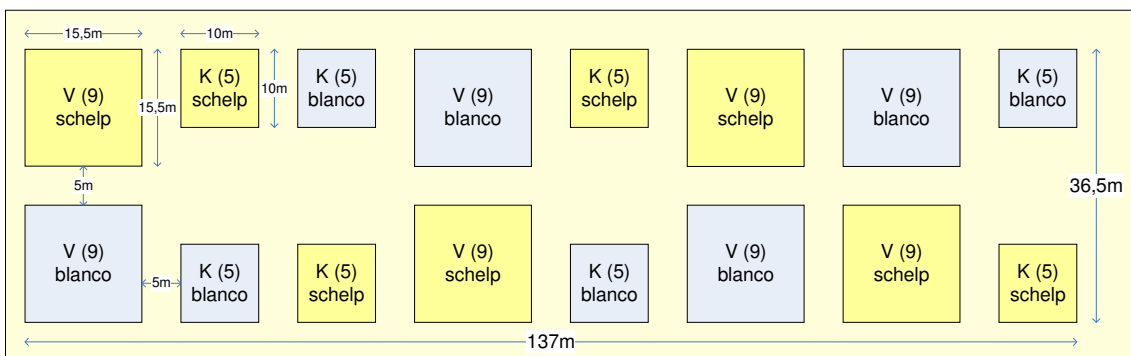 15,5m
10m
V (9)
schelp
15,5m
K (5)
schelp
10m
K (5)
blanco
V (9)
blanco
K (5)
schelp
V (9)
schelp
V (9)
blanco
K (5)
blanco
5m
36,5m
V (9)
blanco
5m
K (5)
blanco
K (5)
schelp
V (9)
schelp
K (5)
blanco
V (9)
blanco
V (9)
schelp
K (5)
schelp
137m